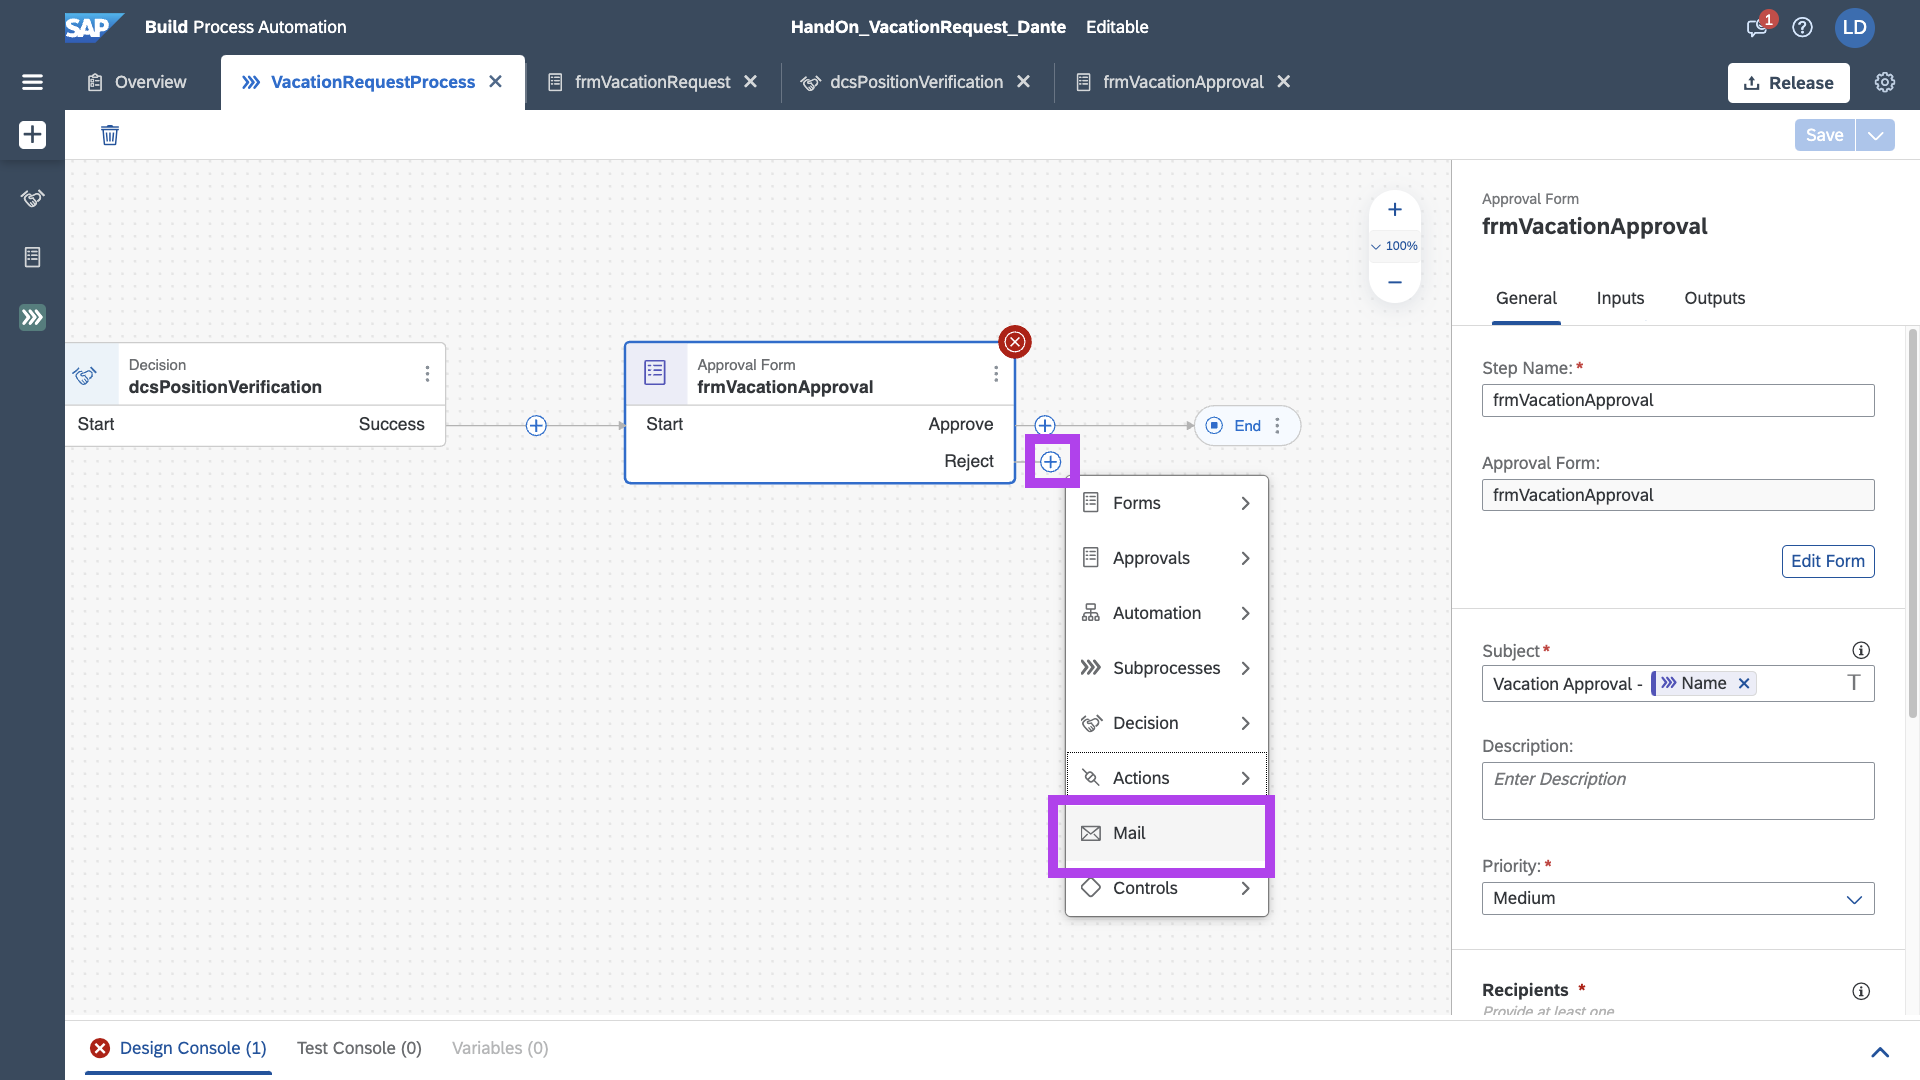 SAP Build Process Automation HandOn_VacationRequest_Dante Editable 1 LD
Overview VacationRequestProcess frmVacationRequest dcsPositionVerification frmVacationApproval Release
Save
100%
Decision
dcsPositionVerification
Start Success
Approval Form
frmVacationApproval
Start Approve
Reject
End
Forms
Approvals
Automation
Subprocesses
Decision
Actions
Mail
Controls
Approval Form
frmVacationApproval
General Inputs Outputs
Step Name:*
frmVacationApproval
Approval Form:
frmVacationApproval
Edit Form
Subject*
Vacation Approval - Name
Description:
Enter Description
Priority:*
Medium
Recipients *
Provide at least one
Design Console (1) Test Console (0) Variables (0)